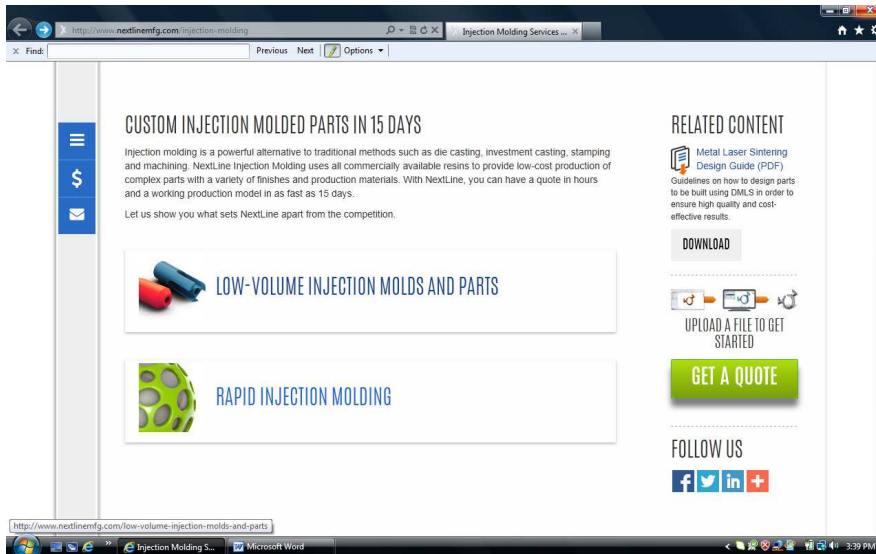 http://www.nextlinemfg.com/injection-molding
Injection Molding Services ...
Find:
Previous Next Options
CUSTOM INJECTION MOLDED PARTS IN 15 DAYS
Injection molding is a powerful alternative to traditional methods such as die casting, investment casting, stamping
and machining. NextLine Injection Molding uses all commercially available resins to provide low-cost production of
complex parts with a variety of finishes and production materials. With NextLine, you can have a quote in hours
and a working production model in as fast as 15 days.
Let us show you what sets NextLine apart from the competition.
$
LOW-VOLUME INJECTION MOLDS AND PARTS
RAPID INJECTION MOLDING
RELATED CONTENT
Metal Laser Sintering
Design Guide (PDF)
Guidelines on how to design parts
to be built using DMLS in order to
ensure high quality and cost-
effective results.
DOWNLOAD
UPLOAD A FILE TO GET
STARTED
GET A QUOTE
FOLLOW US
f in +
http://www.nextlinemfg.com/low-volume-injection-molds-and-parts
Injection Molding S...
Microsoft Word
3:39 PM